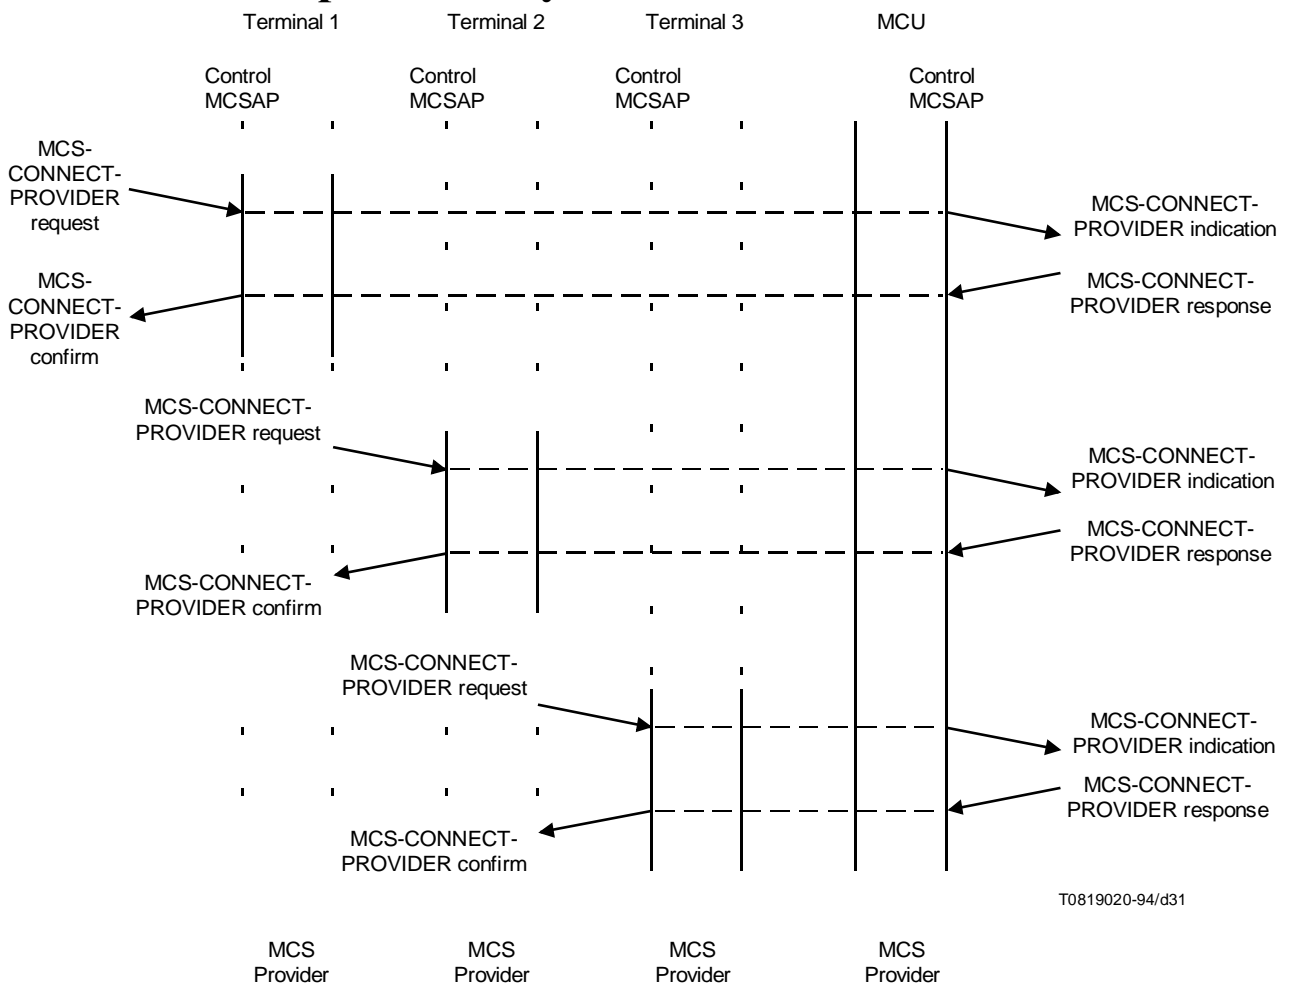 Terminal 1 Terminal 2 Terminal 3 MCU
Control Control Control Control
MCSAP MCSAP MCSAP MCSAP
MCS-
CONNECT-
PROVIDER
request
MCS-CONNECT-
PROVIDER indication
MCS-
CONNECT-
PROVIDER
confirm
MCS-CONNECT-
PROVIDER response
MCS-CONNECT-
PROVIDER request
MCS-CONNECT-
PROVIDER indication
MCS-CONNECT-
PROVIDER response
MCS-CONNECT-
PROVIDER confirm
MCS-CONNECT-
PROVIDER request
MCS-CONNECT-
PROVIDER indication
MCS-CONNECT-
PROVIDER response
MCS-CONNECT-
PROVIDER confirm
T0819020-94/d31
MCS MCS MCS MCS
Provider Provider Provider Provider